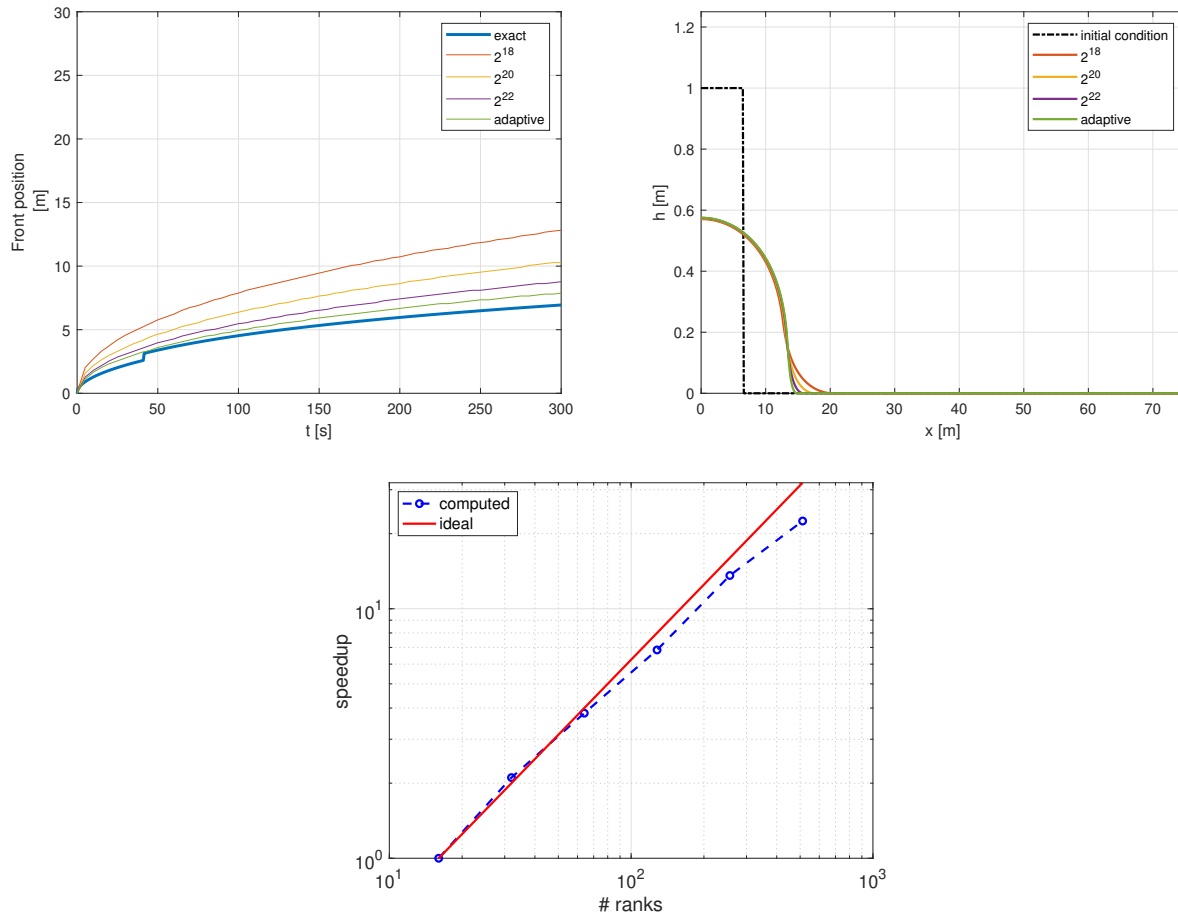 30
25
20
15
10
5
0
Front position
[m]
0 50 100 150 200 250 300
t [s]
exact
2^18
2^20
2^22
adaptive
1.2
1
0.8
0.6
0.4
0.2
0
h [m]
0 10 20 30 40 50 60 70
x [m]
initial condition
2^18
2^20
2^22
adaptive
10^1
10^0
speedup
10^1 10^2 10^3
# ranks
computed
ideal